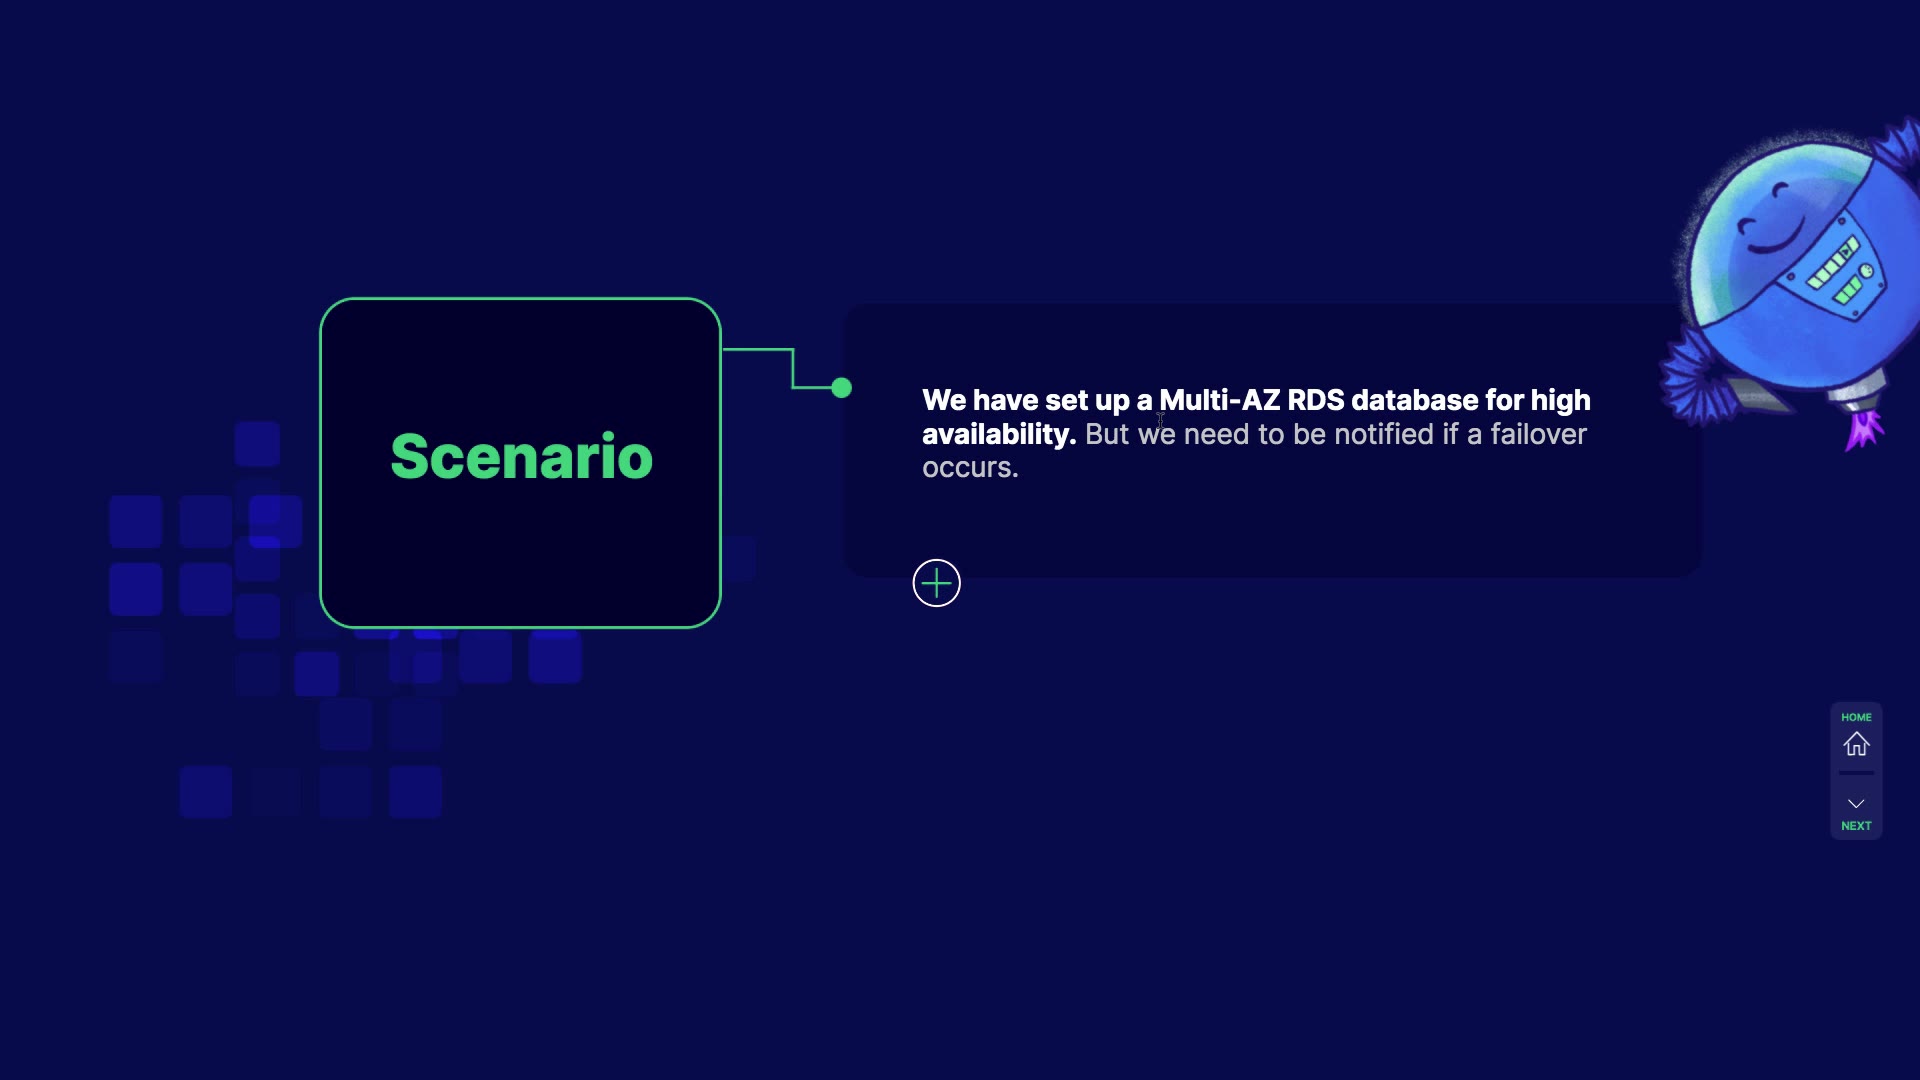 Scenario
We have set up a Multi-AZ RDS database for high
availability. But we need to be notified if a failover
occurs.
HOME
NEXT